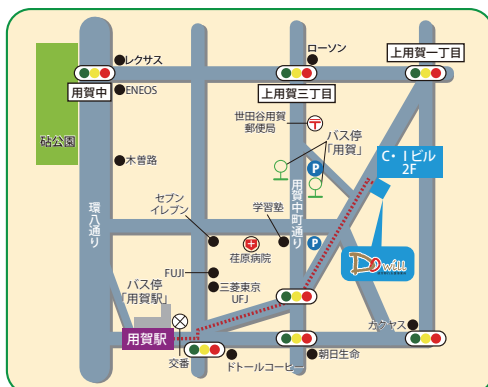 レクサス
ローソン
上用賀一丁目
用賀中
ENEOS
上用賀三丁目
砧公園
世田谷用賀
郵便局
バス停
「用賀」
C・Iビル
2F
木曽路
P
環八通り
用賀中町通り
セブン
イレブン
学習塾
荏原病院
P
Do will
FUJI
三菱東京
UFJ
バス停
「用賀駅」
用賀駅
交番
カクヤス
ドトールコーヒー
朝日生命